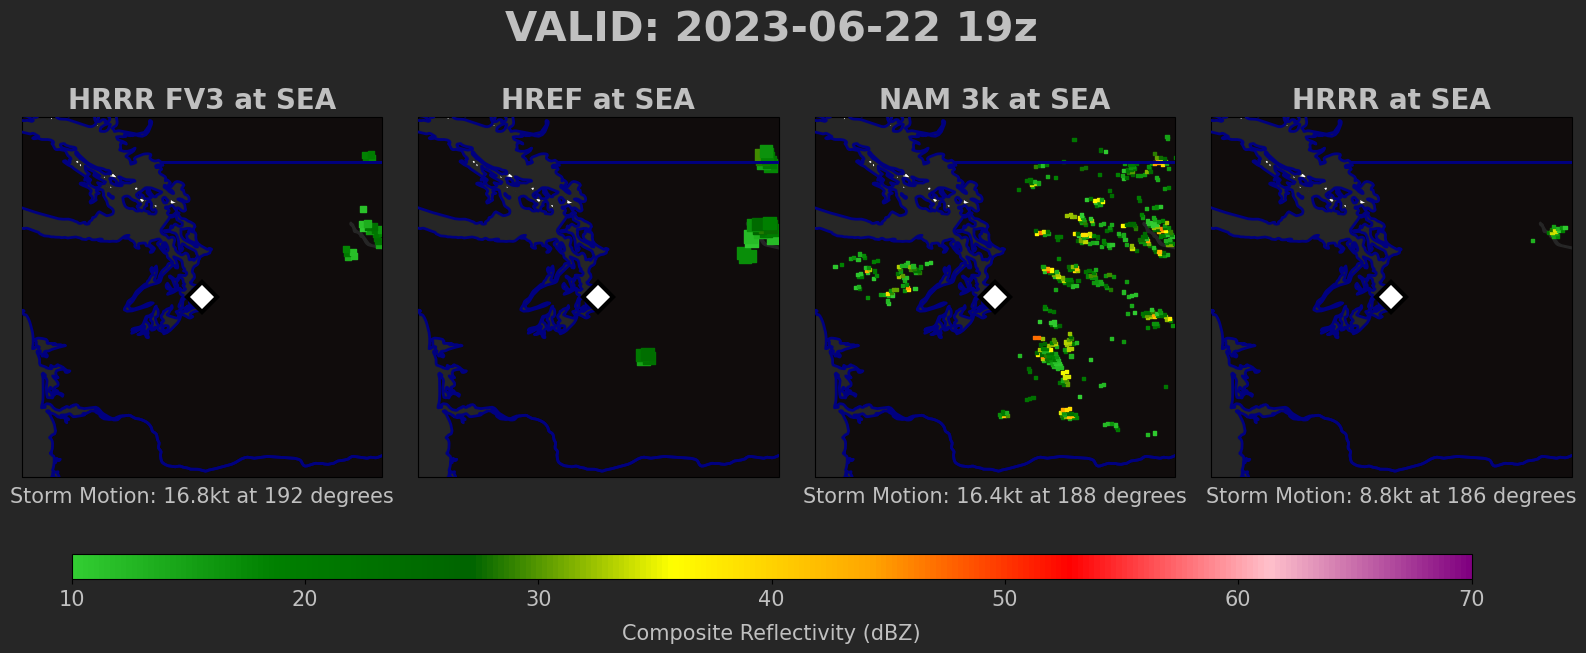 VALID: 2023-06-22 19z
HRRR FV3 at SEA
HREF at SEA
NAM 3k at SEA
HRRR at SEA
Storm Motion: 16.8kt at 192 degrees
Storm Motion: 16.4kt at 188 degrees
Storm Motion: 8.8kt at 186 degrees
10 20 30 40 50 60 70
Composite Reflectivity (dBZ)